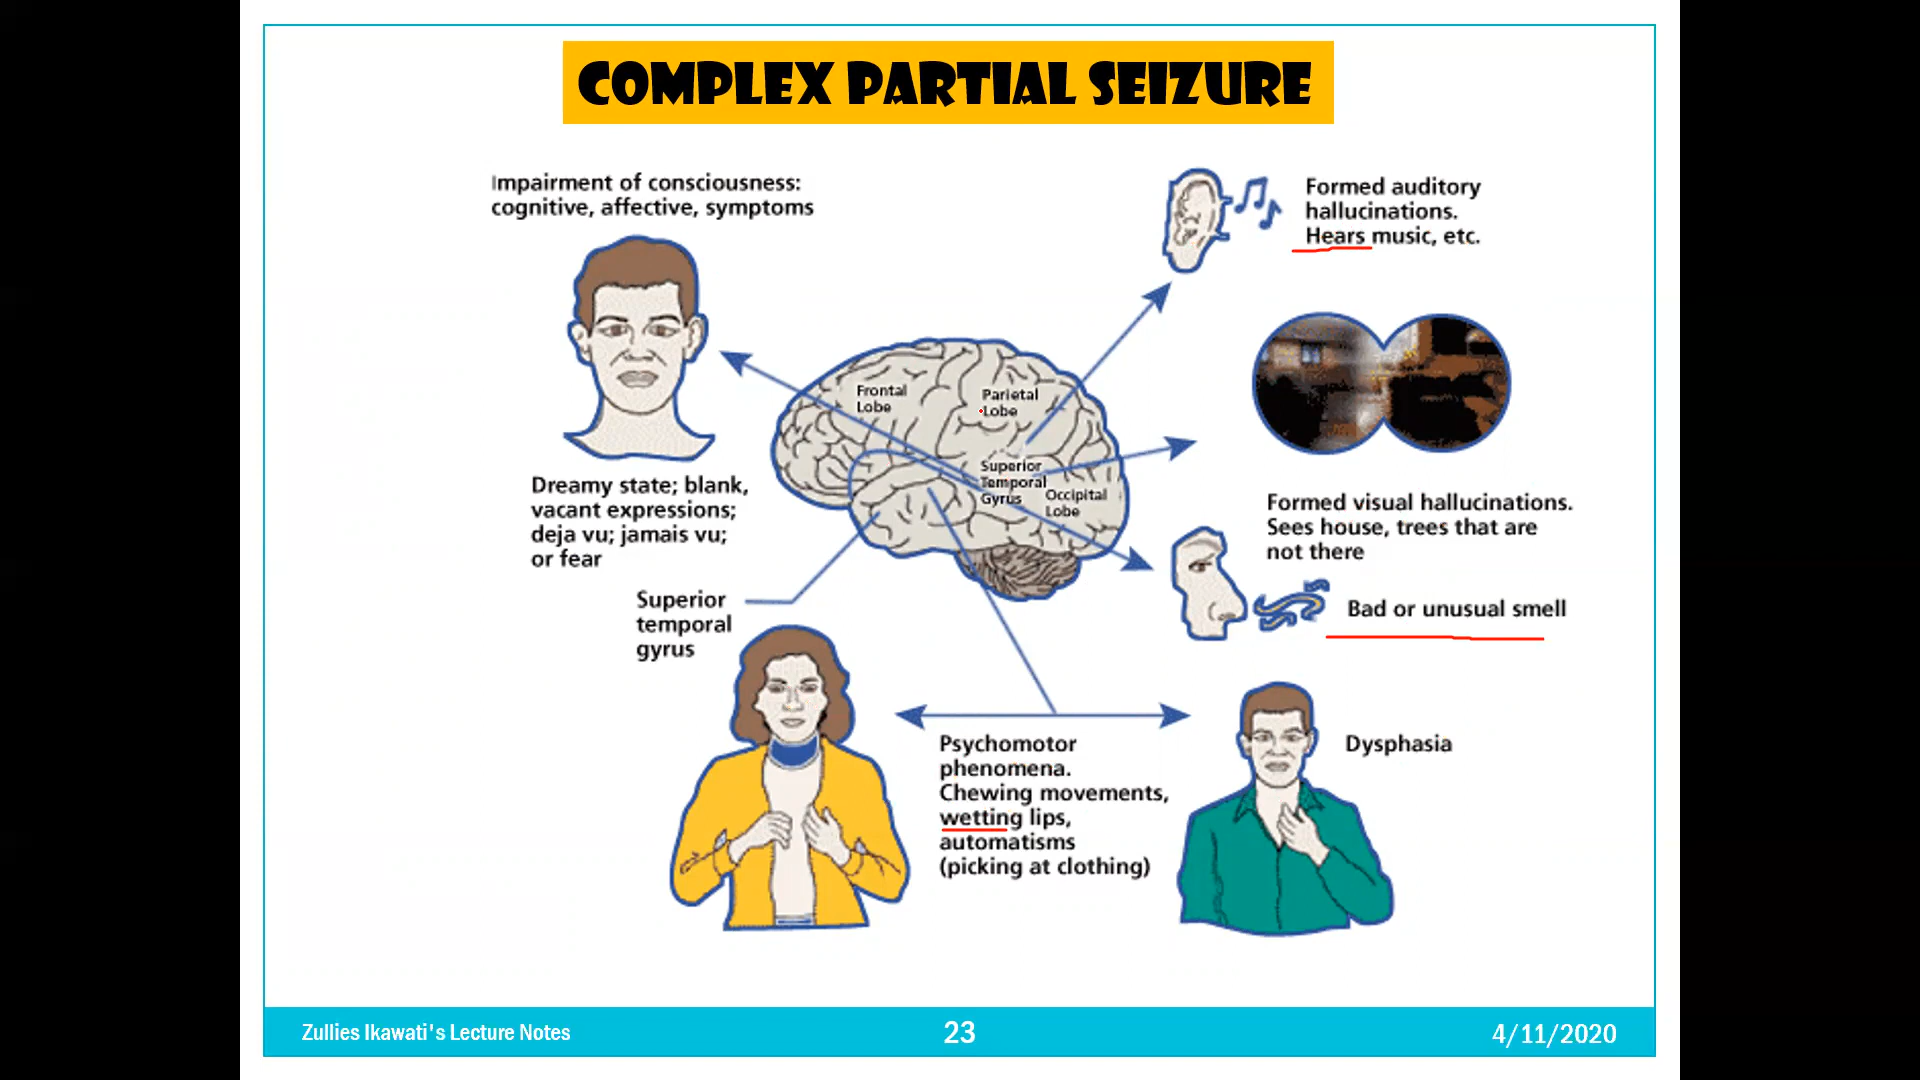 COMPLEX PARTIAL SEIZURE
Impairment of consciousness:
cognitive, affective, symptoms
Dreamy state; blank,
vacant expressions;
deja vu; jamais vu;
or fear
Superior
temporal
gyrus
Frontal
Lobe
Parietal
Lobe
Superior
Temporal
Gyrus
Occipital
Lobe
Formed auditory
hallucinations.
Hears music, etc.
Formed visual hallucinations.
Sees house, trees that are
not there
Bad or unusual smell
Psychomotor
phenomena.
Chewing movements,
wetting lips,
automatisms
(picking at clothing)
Dysphasia
Zullies Ikawati's Lecture Notes
23
4/11/2020